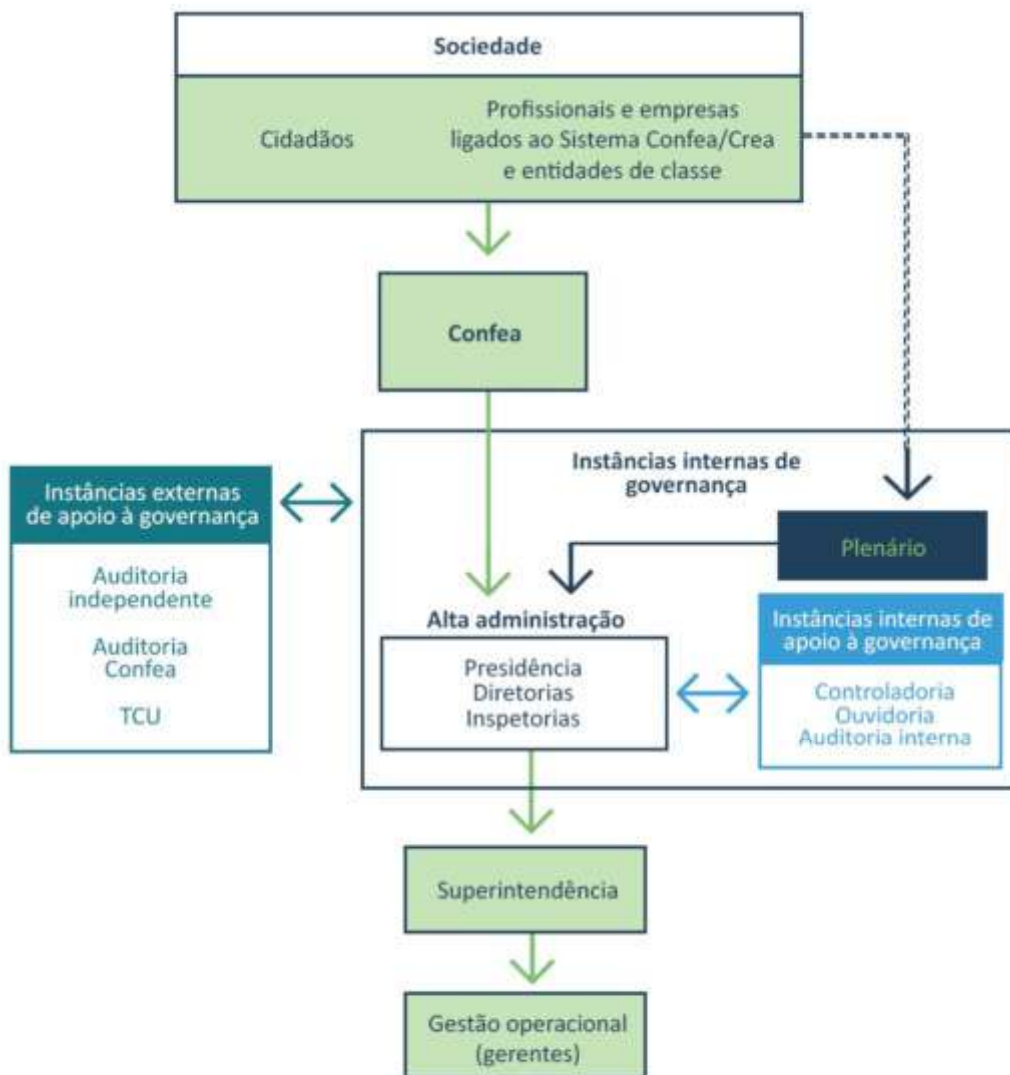 Sociedade
Cidadãos
Profissionais e empresas
ligados ao Sistema Confea/Crea
e entidades de classe
Confea
Instâncias internas de
governança
Instâncias externas
de apoio à governança
Auditoria
independente
Auditoria
Confea
TCU
Plenário
Alta administração
Presidência
Diretorias
Inspetorias
Instâncias internas de
apoio à governança
Controladoria
Ouvidoria
Auditoria interna
Superintendência
Gestão operacional
(gerentes)